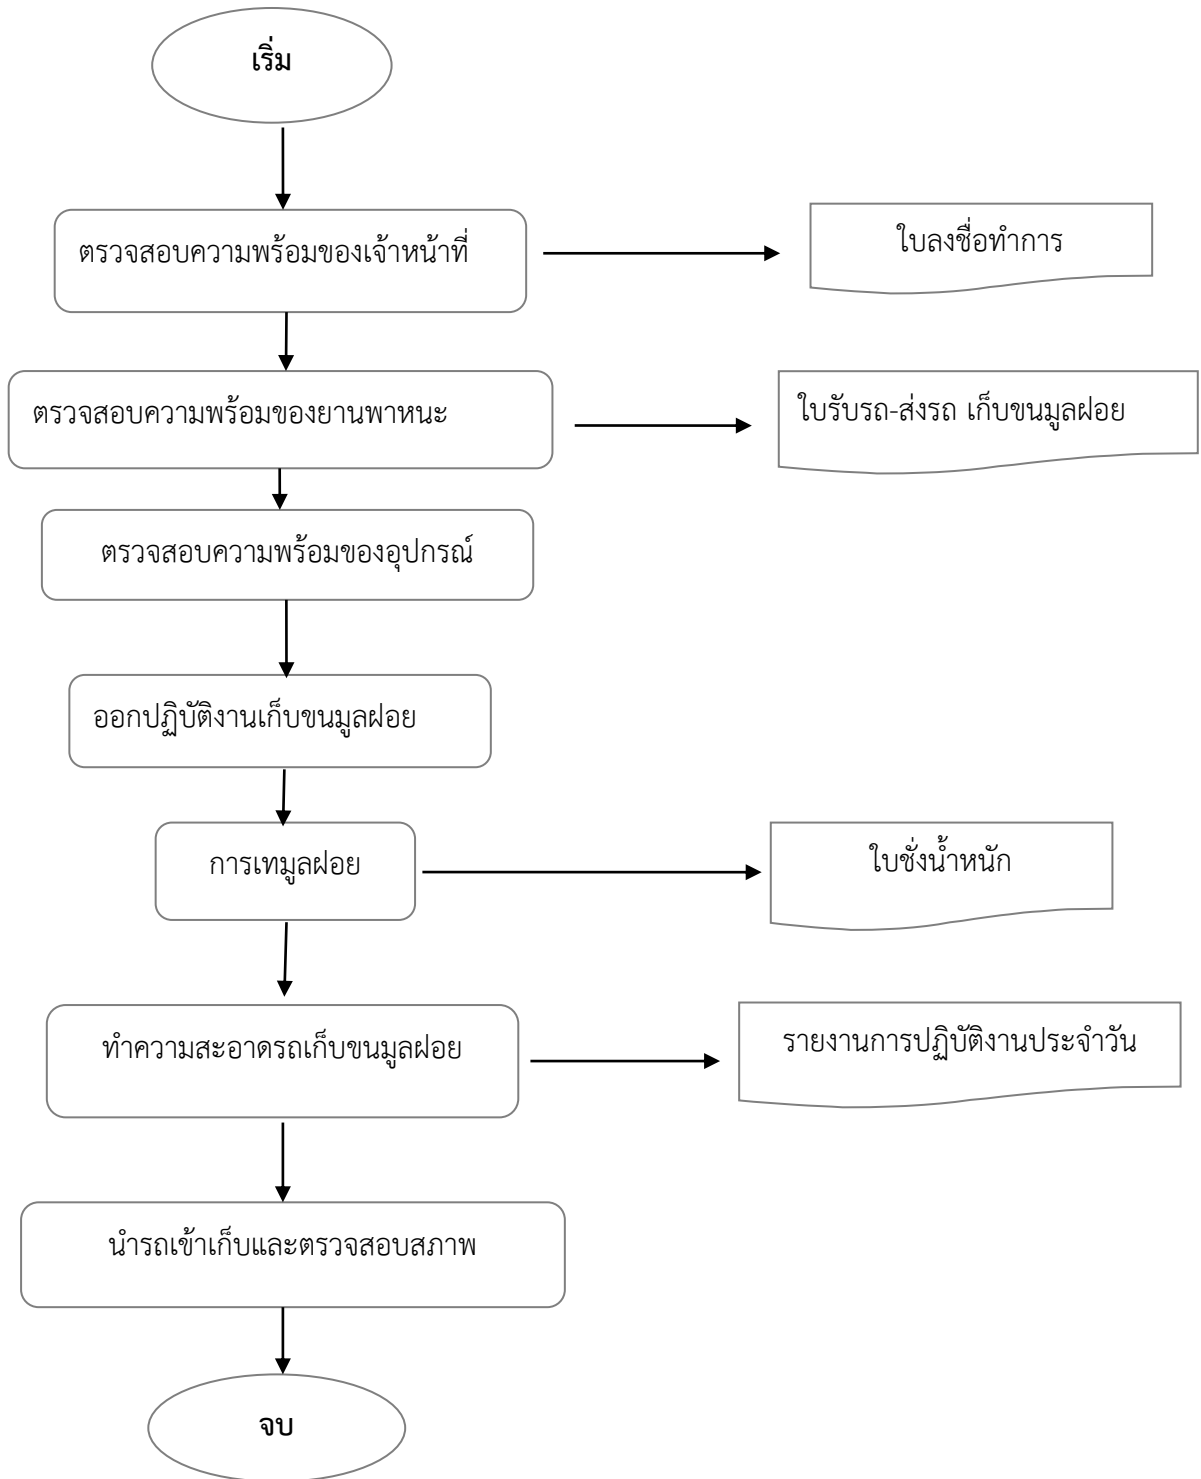 เริ่ม
ตรวจสอบความพร้อมของเจ้าหน้าที่
ใบลงชื่อทำการ
ตรวจสอบความพร้อมของยานพาหนะ
ใบรับรถ-ส่งรถ เก็บขนมูลฝอย
ตรวจสอบความพร้อมของอุปกรณ์
ออกปฏิบัติงานเก็บขนมูลฝอย
การเทมูลฝอย
ใบชั่งน้ำหนัก
ทำความสะอาดรถเก็บขนมูลฝอย
รายงานการปฏิบัติงานประจำวัน
นำรถเข้าเก็บและตรวจสอบสภาพ
จบ